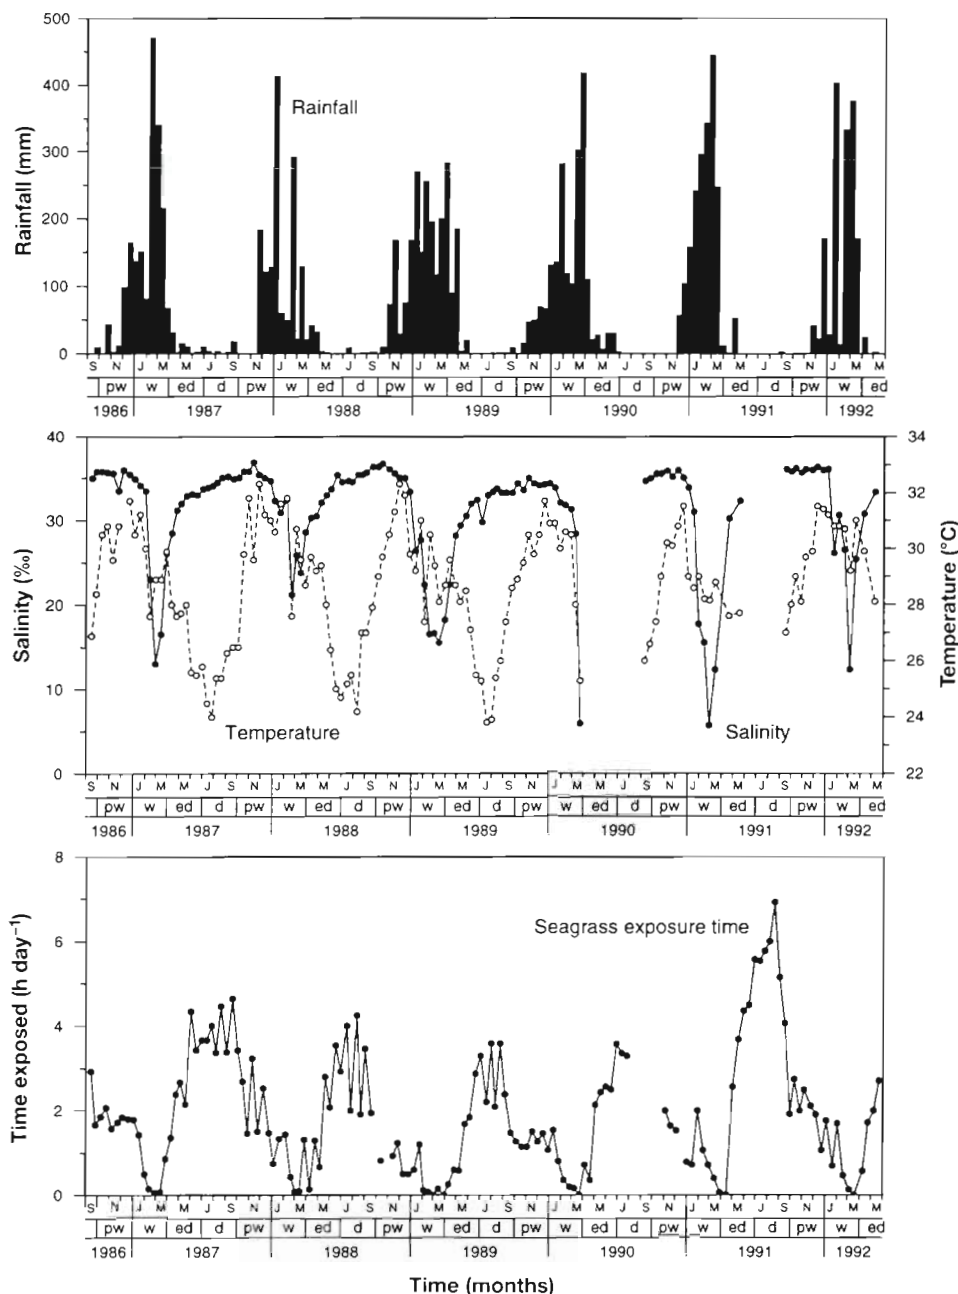 500
400
300
200
100
0
Rainfall (mm)
Rainfall
S N J M M J S N J M M J S N J M M J S N J M M J S N J M M J S N J M M
pw w ed d pw w ed d pw w ed d pw w ed d pw w ed d pw w ed
1986 1987 1988 1989 1990 1991 1992
40
30
20
10
0
Salinity (‰)
34
32
30
28
26
24
22
Temperature (°C)
Temperature
Salinity
S N J M M J S N J M M J S N J M M J S N J M M J S N J M M J S N J M M
pw w ed d pw w ed d pw w ed d pw w ed d pw w ed d pw w ed
1986 1987 1988 1989 1990 1991 1992
8
6
4
2
0
Time exposed (h day⁻¹)
Seagrass exposure time
S N J M M J S N J M M J S N J M M J S N J M M J S N J M M J S N J M M
pw w ed d pw w ed d pw w ed d pw w ed d pw w ed d pw w ed
1986 1987 1988 1989 1990 1991 1992
Time (months)